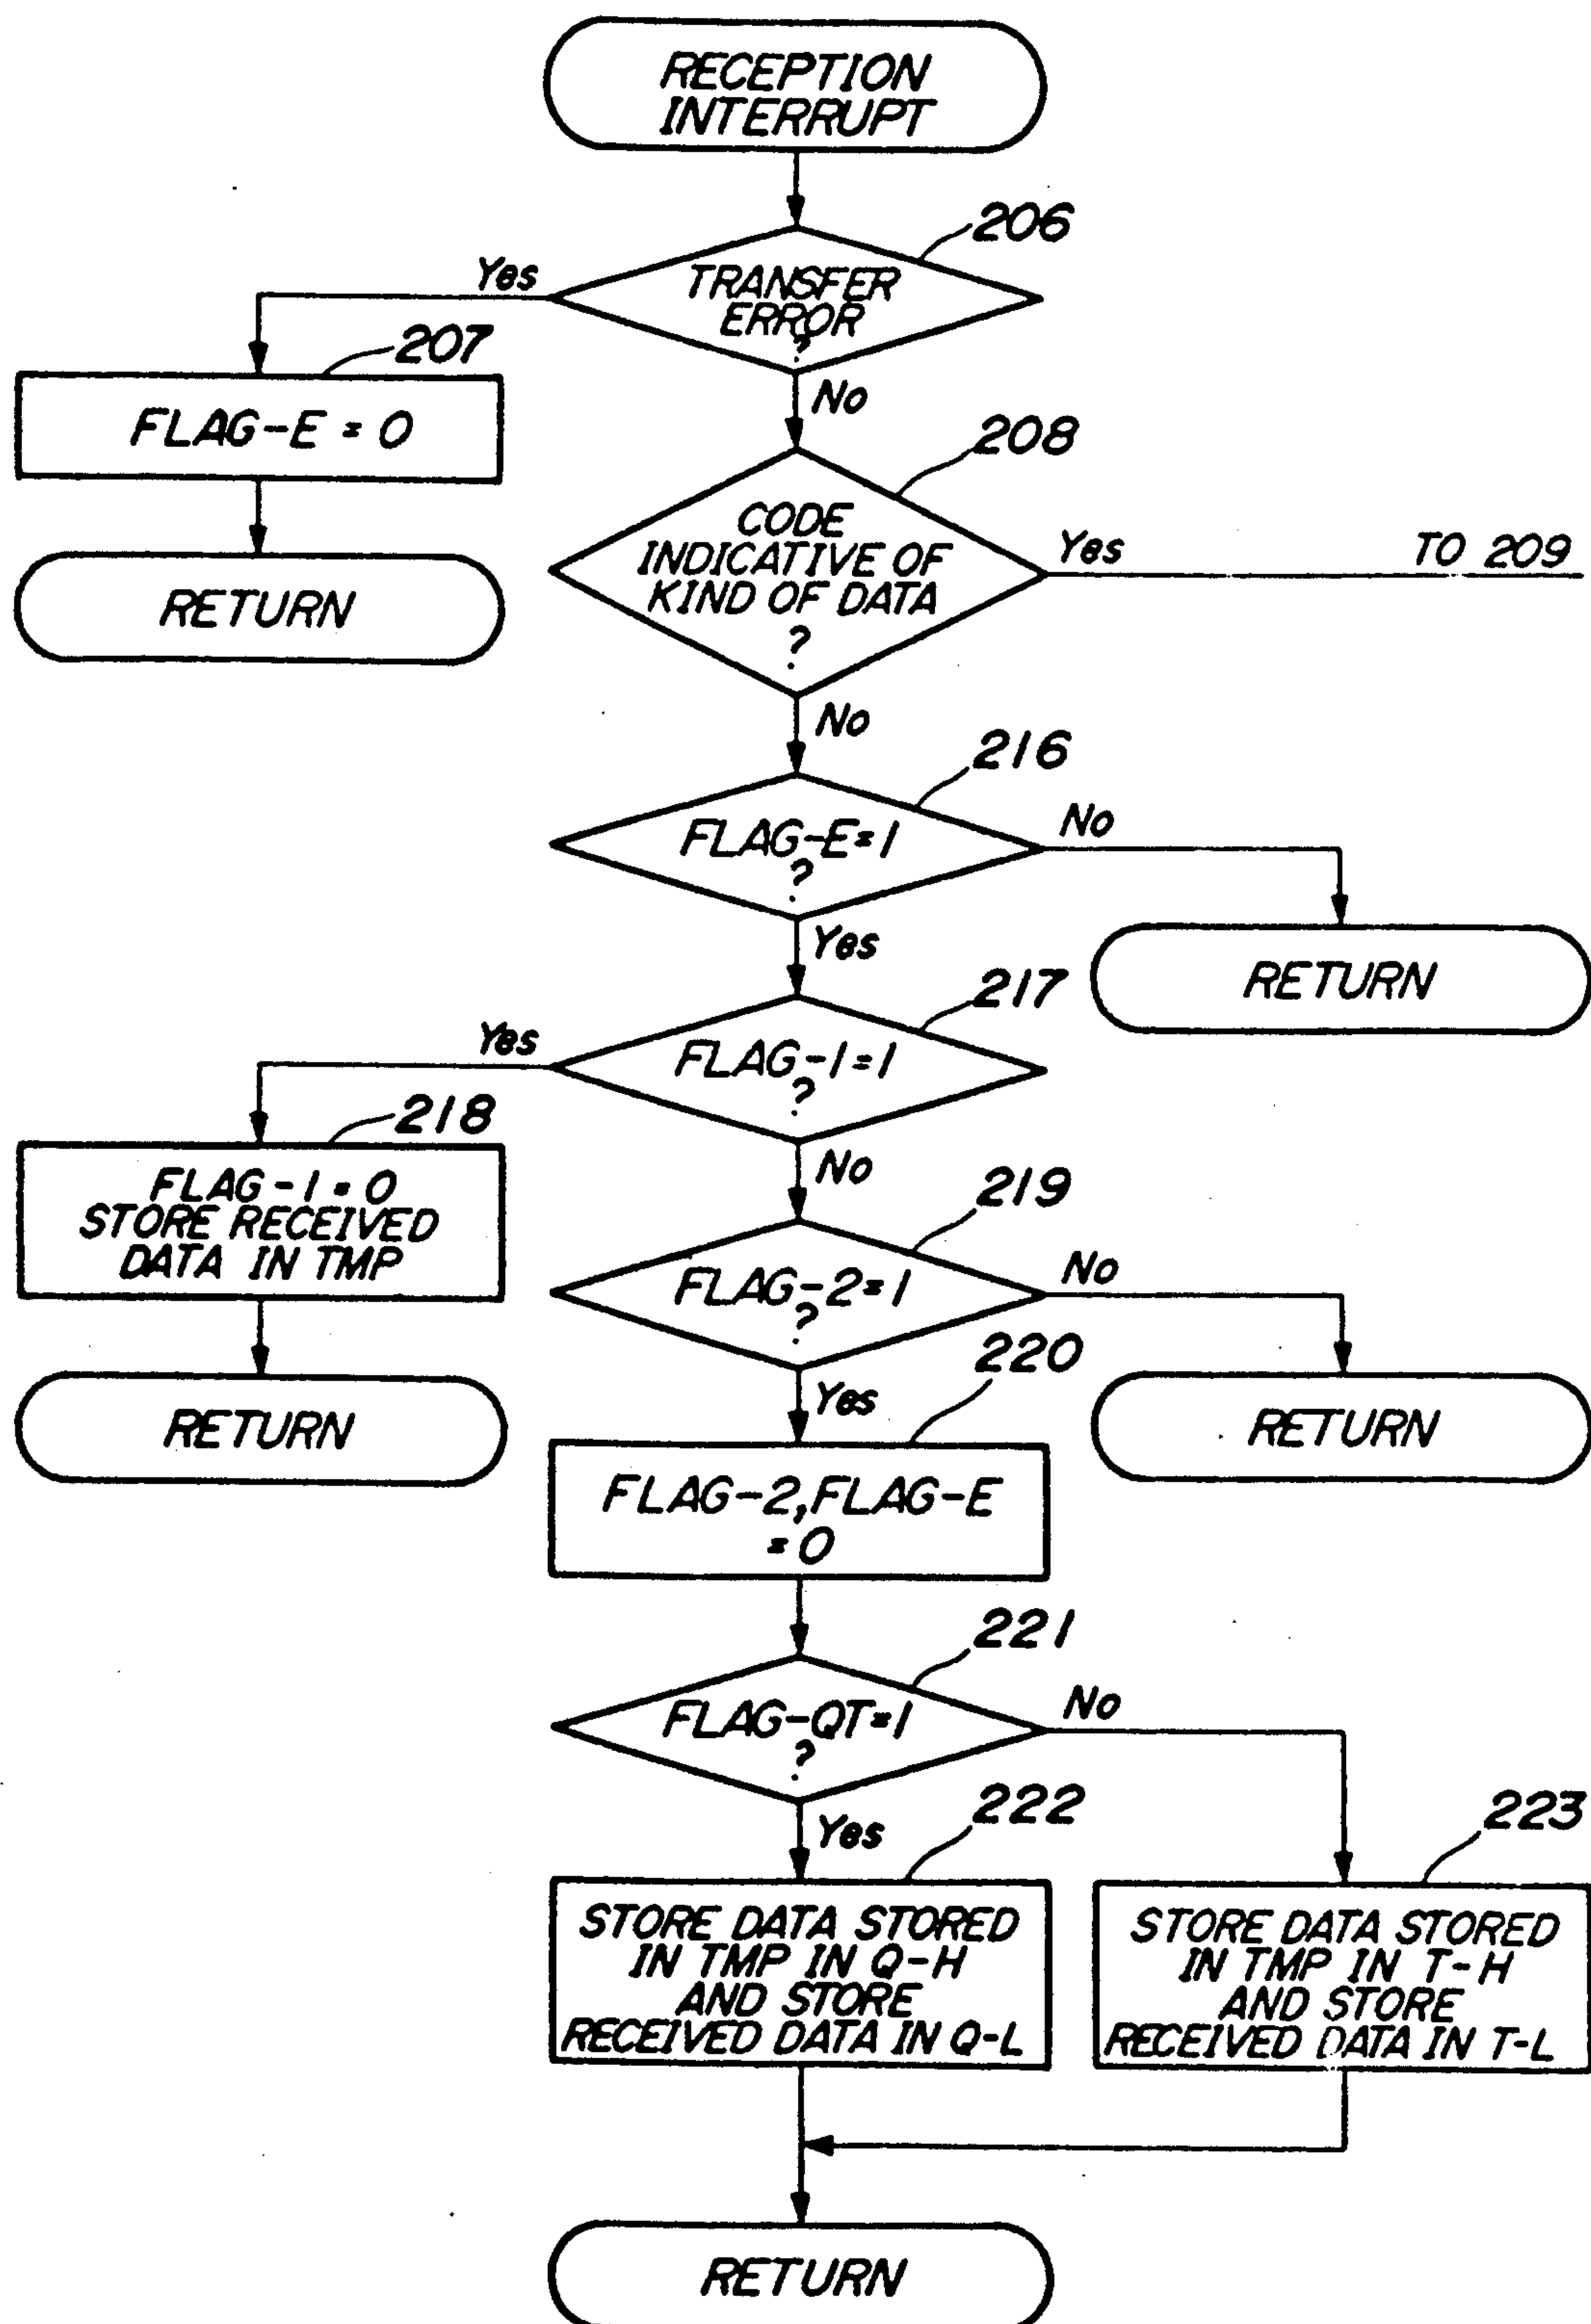 RECEPTION
INTERRUPT
206
Yes
TRANSFER
ERROR
?
207
No
FLAG-E = 0
208
RETURN
CODE
INDICATIVE OF
KIND OF DATA
?
Yes
TO 209
No
216
FLAG-E=1
?
No
Yes
RETURN
217
Yes
FLAG-1=1
?
218
No
FLAG-1=0
STORE RECEIVED
DATA IN TMP
219
FLAG-2=1
?
No
RETURN
220
Yes
RETURN
FLAG-2,FLAG-E
=0
221
FLAG-QT=1
?
No
222
Yes
223
STORE DATA STORED
IN TMP IN Q-H
AND STORE
RECEIVED DATA IN Q-L
STORE DATA STORED
IN TMP IN T-H
AND STORE
RECEIVED DATA IN T-L
RETURN